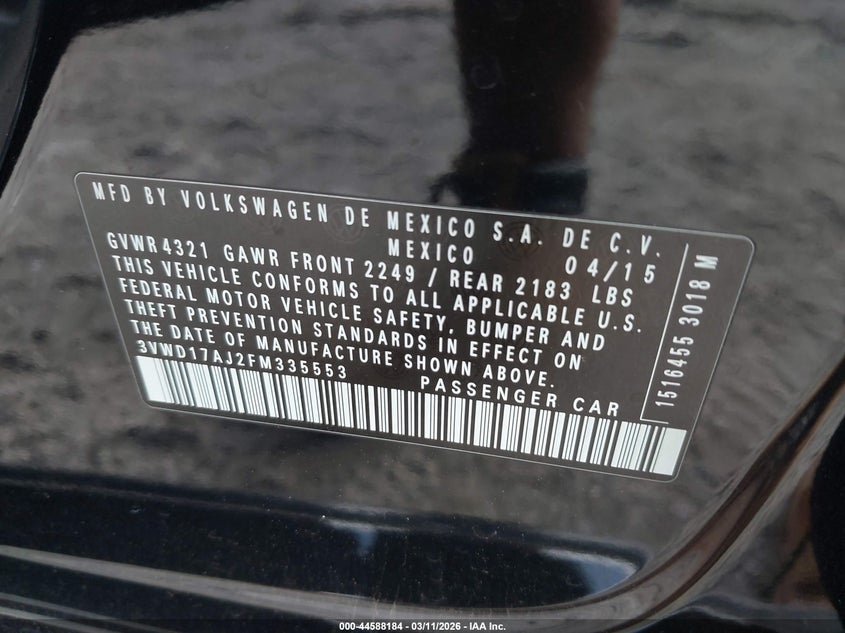 MFD BY VOLKSWAGEN DE MEXICO S.A. DE C.V.
MEXICO 04/15
GVWR 4321 GAWR FRONT 2249 / REAR 2183 LBS
THIS VEHICLE CONFORMS TO ALL APPLICABLE U.S.
FEDERAL MOTOR VEHICLE SAFETY, BUMPER AND
THEFT PREVENTION STANDARDS IN EFFECT ON
THE DATE OF MANUFACTURE SHOWN ABOVE.
3VWD17AJ2FM335553 PASSENGER CAR
1516455 3018 M
000-44588184 - 03/11/2026 - IAA Inc.